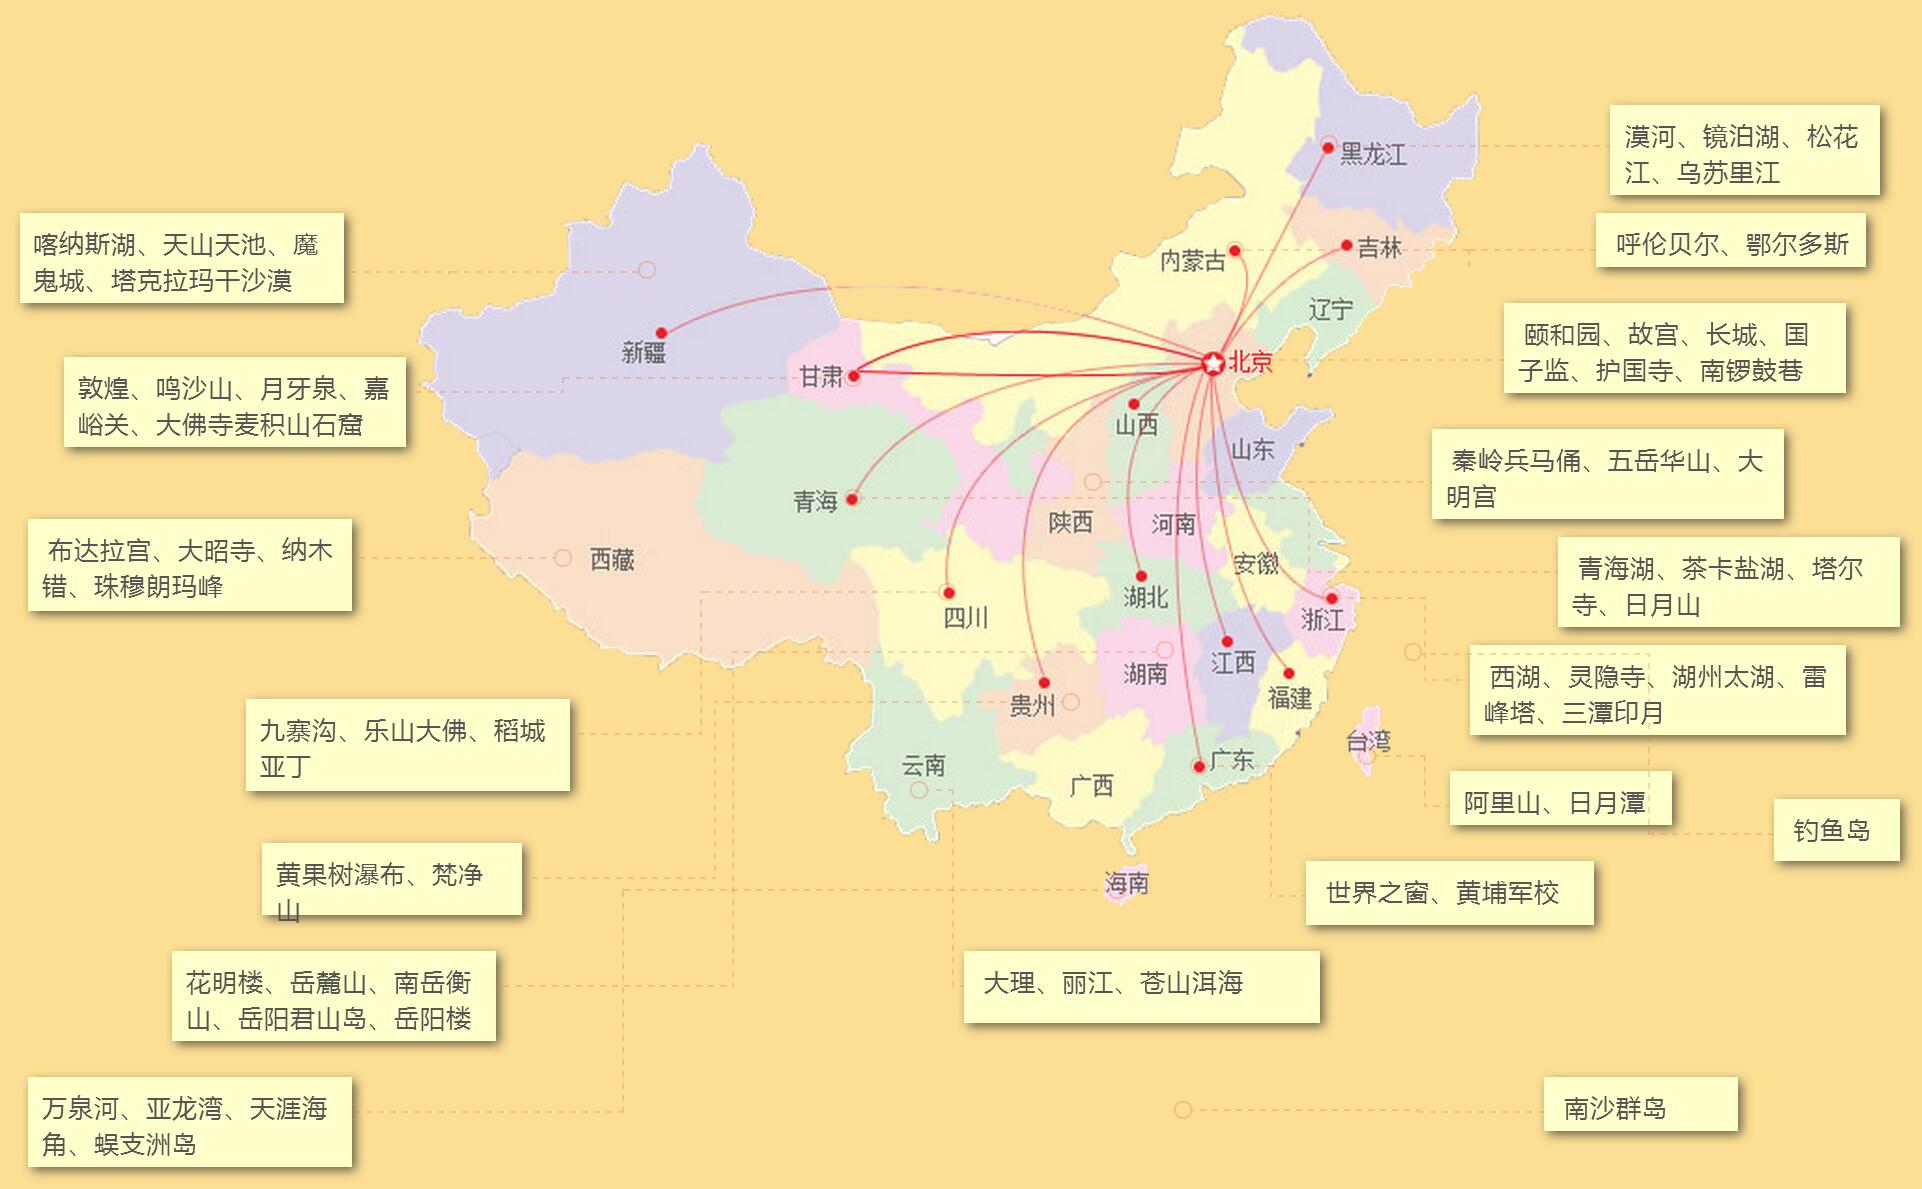 漠河、镜泊湖、松花
江、乌苏里江
黑龙江
喀纳斯湖、天山天池、魔
鬼城、塔克拉玛干沙漠
呼伦贝尔、鄂尔多斯
内蒙古
吉林
辽宁
颐和园、故宫、长城、国
子监、护国寺、南锣鼓巷
新疆
北京
甘肃
敦煌、鸣沙山、月牙泉、嘉
峪关、大佛寺麦积山石窟
山西
山东
秦岭兵马俑、五岳华山、大
明宫
青海
陕西
河南
布达拉宫、大昭寺、纳木
错、珠穆朗玛峰
西藏
安徽
青海湖、茶卡盐湖、塔尔
寺、日月山
四川
湖北
浙江
湖南
江西
西湖、灵隐寺、湖州太湖、雷
峰塔、三潭印月
贵州
福建
九寨沟、乐山大佛、稻城
亚丁
台湾
云南
广西
广东
阿里山、日月潭
钓鱼岛
黄果树瀑布、梵净
山
海南
世界之窗、黄埔军校
花明楼、岳麓山、南岳衡
山、岳阳君山岛、岳阳楼
大理、丽江、苍山洱海
万泉河、亚龙湾、天涯海
角、蜈支洲岛
南沙群岛